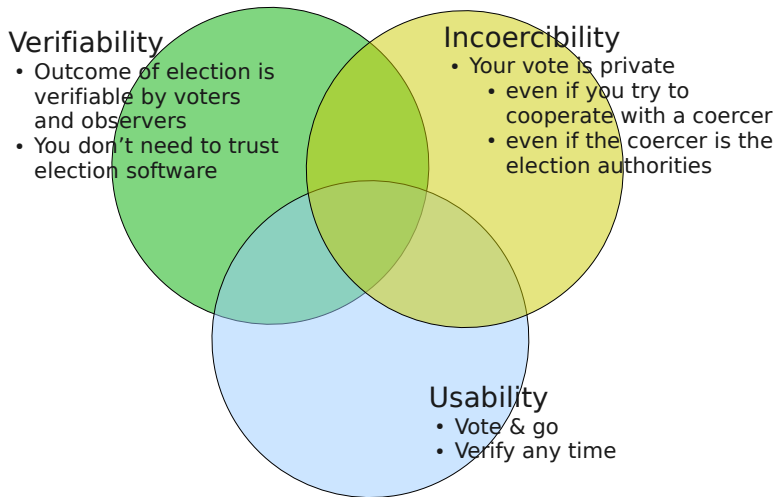 Verifiability
• Outcome of election is
verifiable by voters
and observers
• You don’t need to trust
election software
Incoercibility
• Your vote is private
• even if you try to
cooperate with a coercer
• even if the coercer is the
election authorities
Usability
• Vote & go
• Verify any time